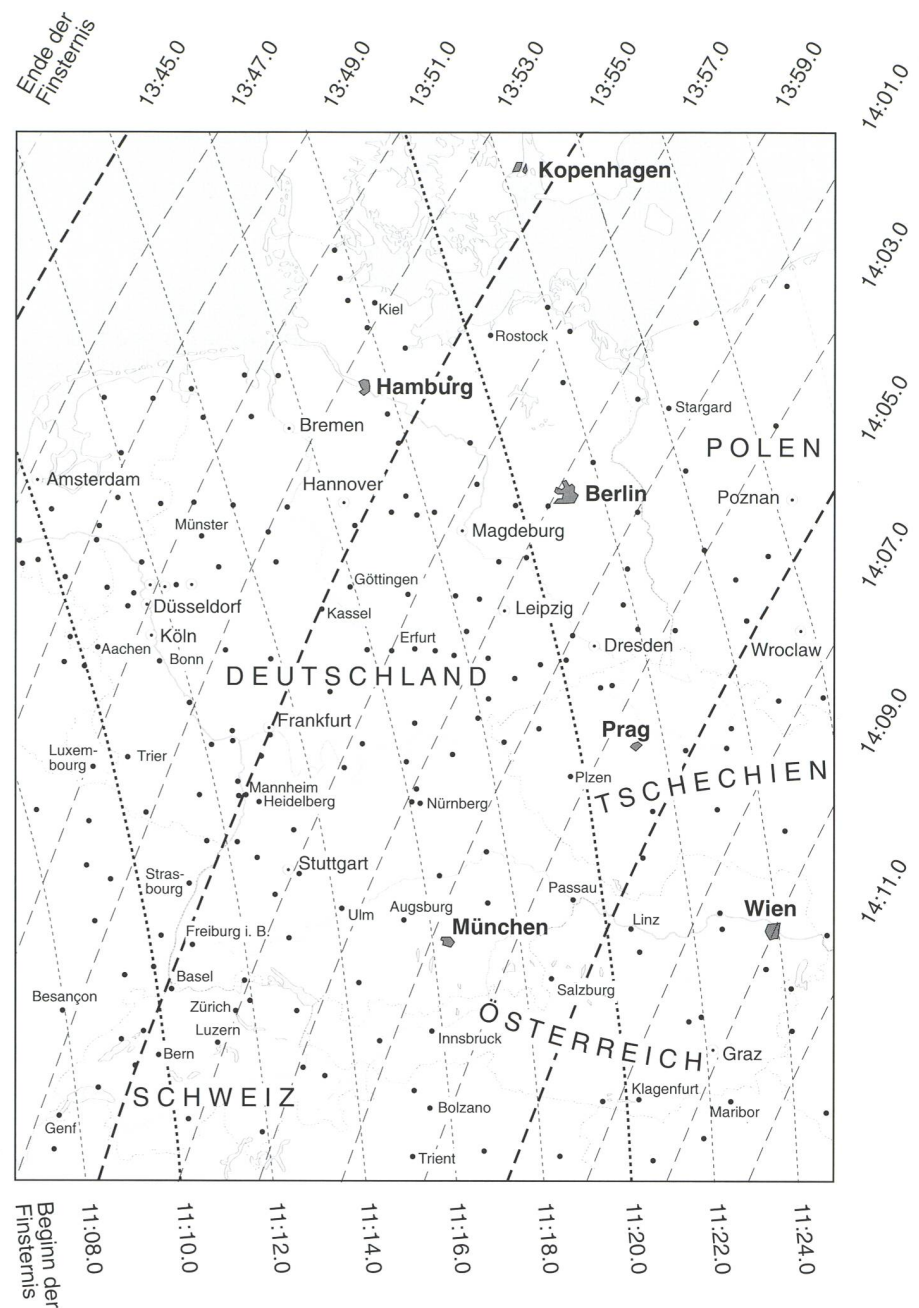 Ende der
Finsternis
13:45.0
13:47.0
13:49.0
13:51.0
13:53.0
13:55.0
13:57.0
13:59.0
14:01.0
Kopenhagen
14:03.0
Kiel
Rostock
Hamburg
Stargard
14:05.0
Bremen
POLEN
Amsterdam
Hannover
Berlin
Poznan
Münster
Magdeburg
14:07.0
Göttingen
Düsseldorf
Kassel
Leipzig
Köln
Erfurt
Aachen
Bonn
Dresden
Wroclaw
DEUTSCHLAND
14:09.0
Frankfurt
Prag
Luxem-
bourg
Trier
TSCHECHIEN
Plzen
Mannheim
Heidelberg
Nürnberg
Stuttgart
Stras-
bourg
14:11.0
Passau
Ulm
Augsburg
Wien
Linz
München
Freiburg i. B.
Basel
Salzburg
Besançon
Zürich
ÖSTERREICH
Luzern
Innsbruck
Bern
Graz
SCHWEIZ
Klagenfurt
Bolzano
Maribor
Genf
Trient
Beginn der
Finsternis
11:08.0
11:10.0
11:12.0
11:14.0
11:16.0
11:18.0
11:20.0
11:22.0
11:24.0